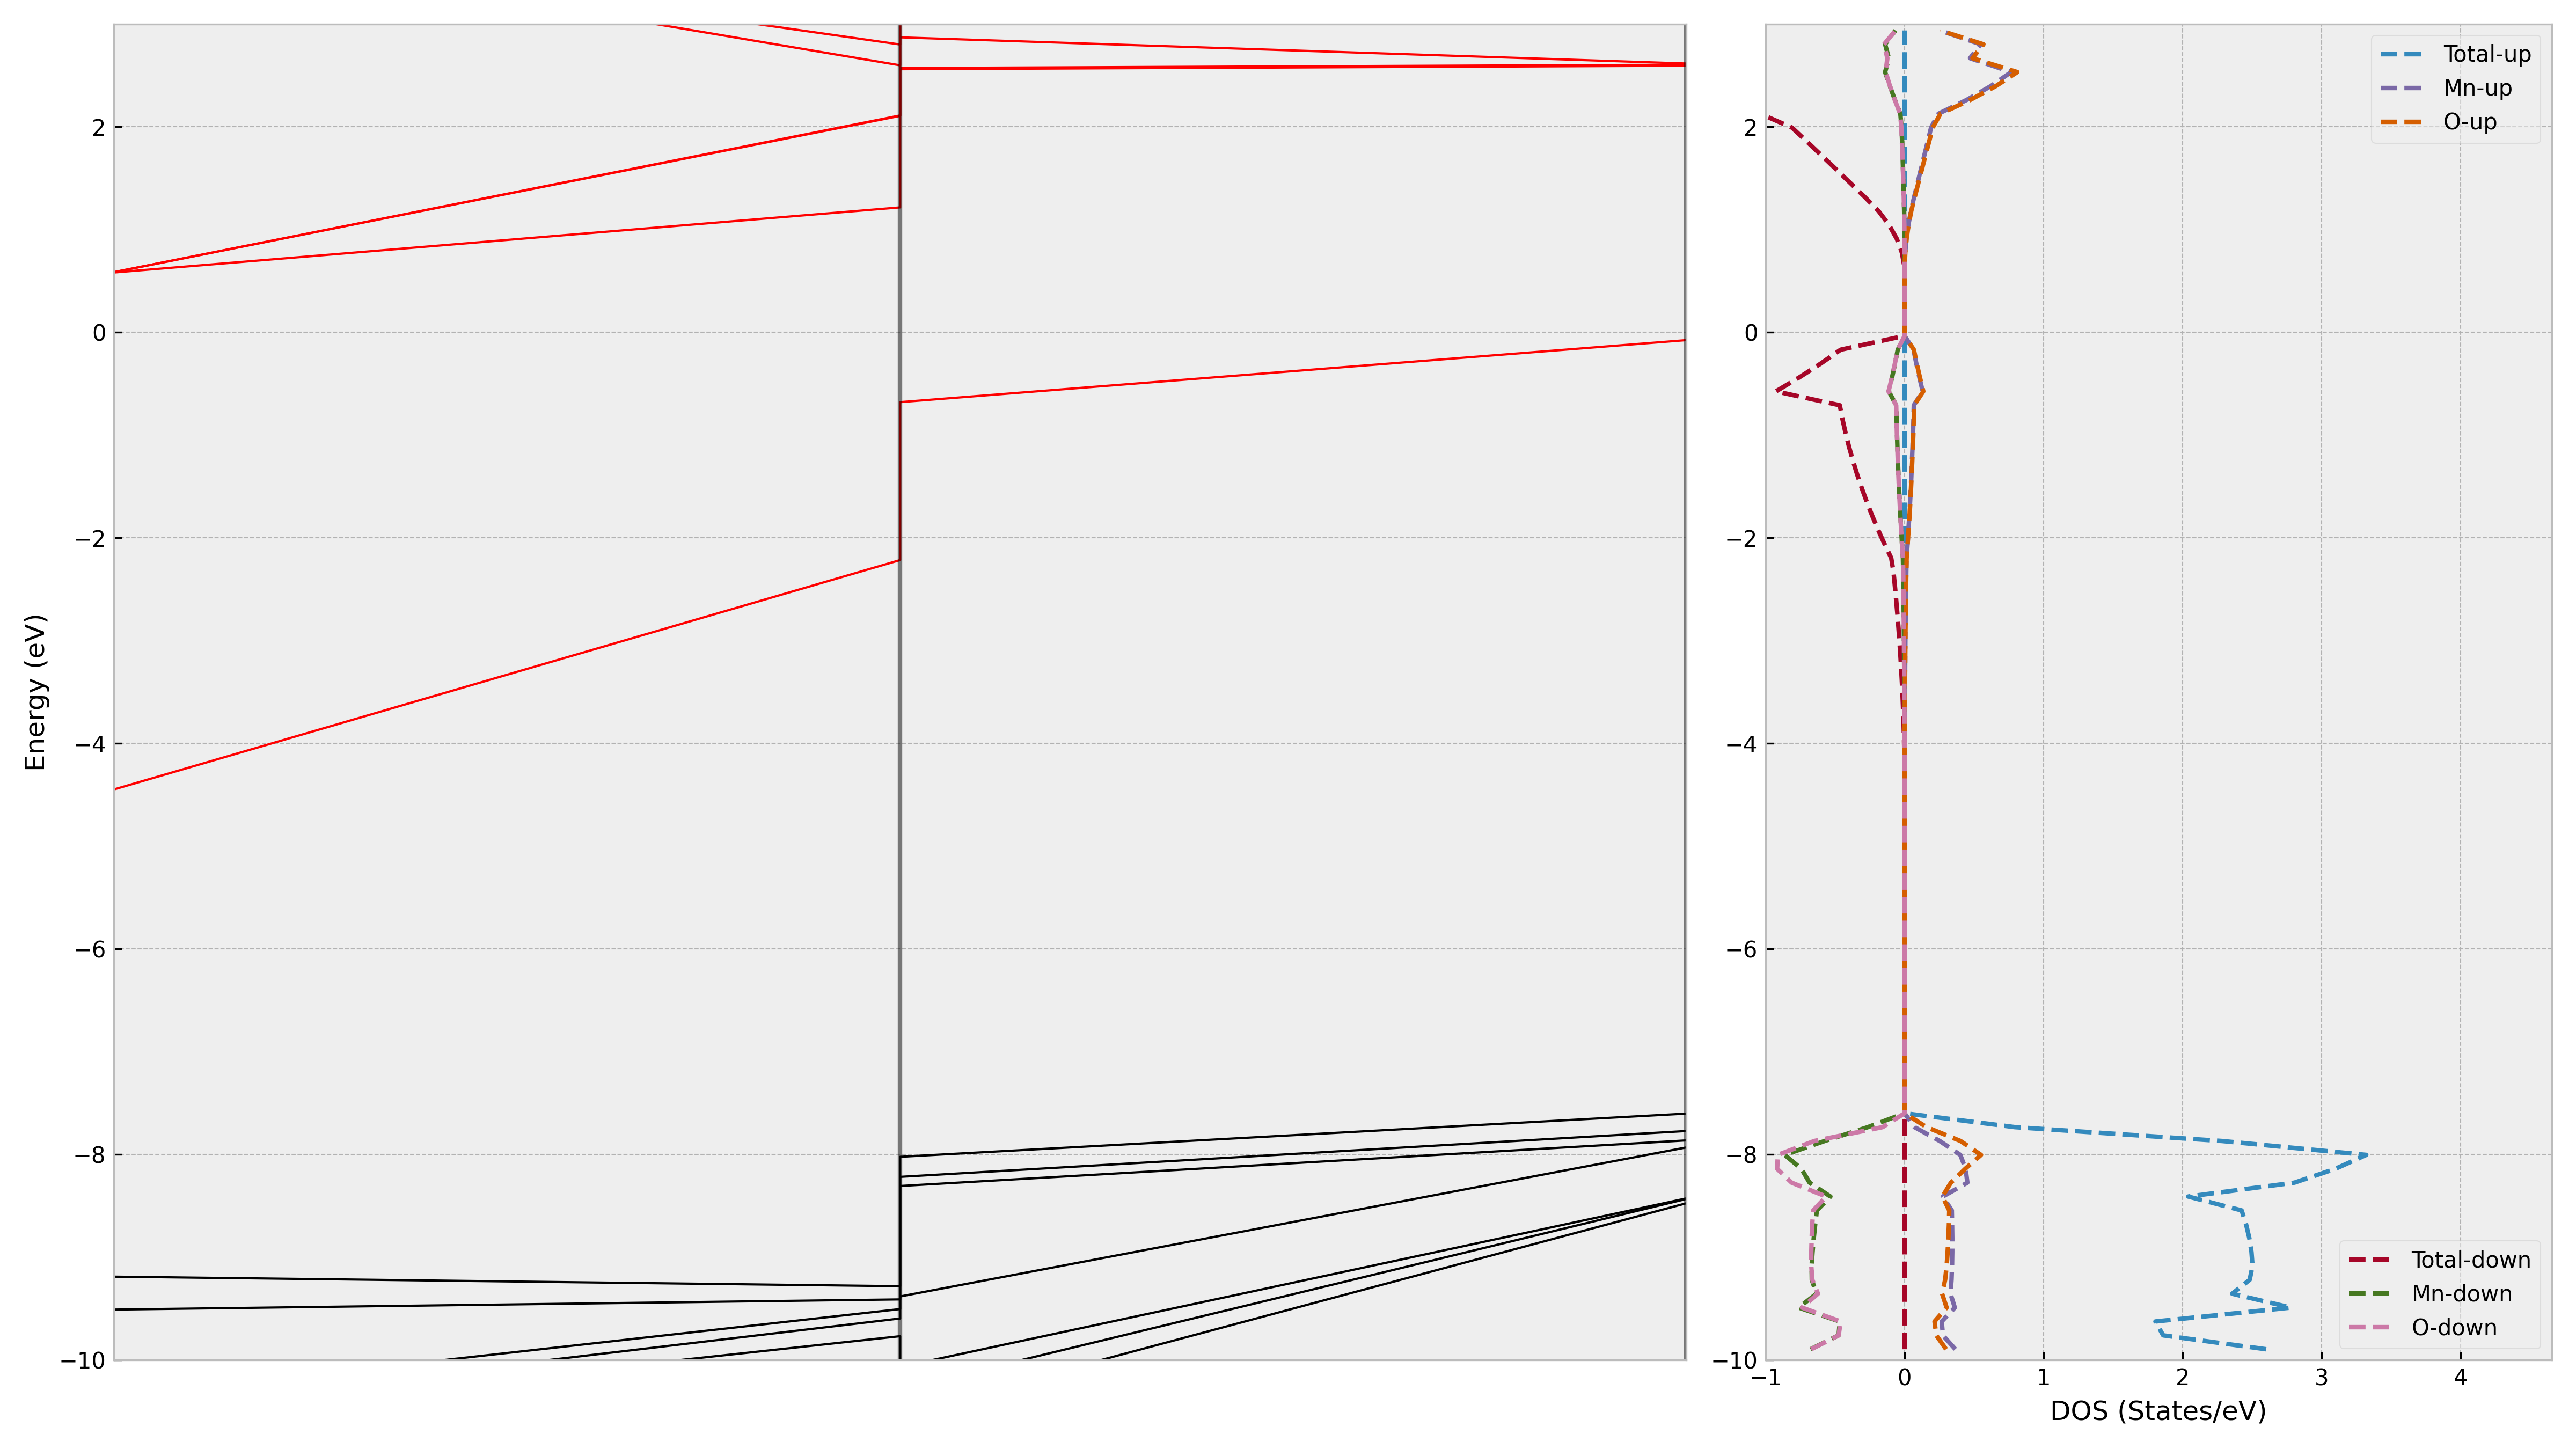 Energy (eV)
2
0
−2
−4
−6
−8
−10
2
0
−2
−4
−6
−8
−10
Total-up
Mn-up
O-up
Total-down
Mn-down
O-down
−1 0 1 2 3 4
DOS (States/eV)